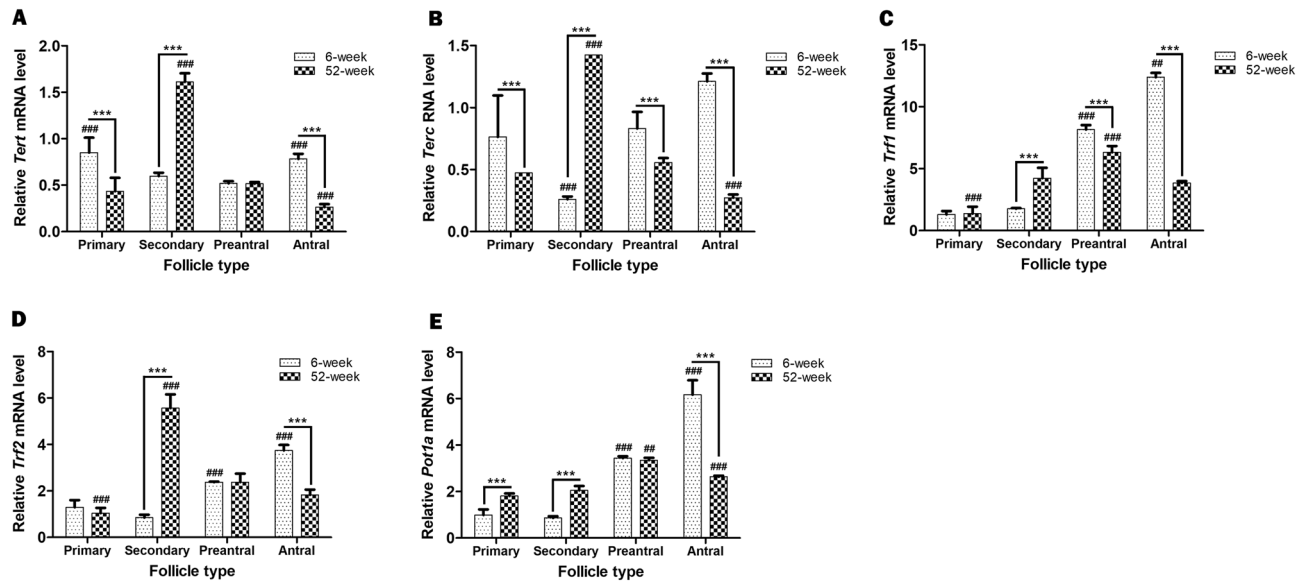 A
Relative Tert mRNA level
2.0
1.5
1.0
0.5
0.0
###
***
***
###
###
***
###
6-week
52-week
Primary Secondary Preantral Antral
Follicle type
B
Relative Terc RNA level
1.5
1.0
0.5
0.0
***
###
***
###
***
***
###
6-week
52-week
Primary Secondary Preantral Antral
Follicle type
C
Relative Trf1 mRNA level
15
10
5
0
###
***
###
***
###
##
***
6-week
52-week
Primary Secondary Preantral Antral
Follicle type
D
Relative Trf2 mRNA level
8
6
4
2
0
###
***
###
###
###
***
6-week
52-week
Primary Secondary Preantral Antral
Follicle type
E
Relative Pot1a mRNA level
8
6
4
2
0
***
***
###
##
###
***
###
6-week
52-week
Primary Secondary Preantral Antral
Follicle type